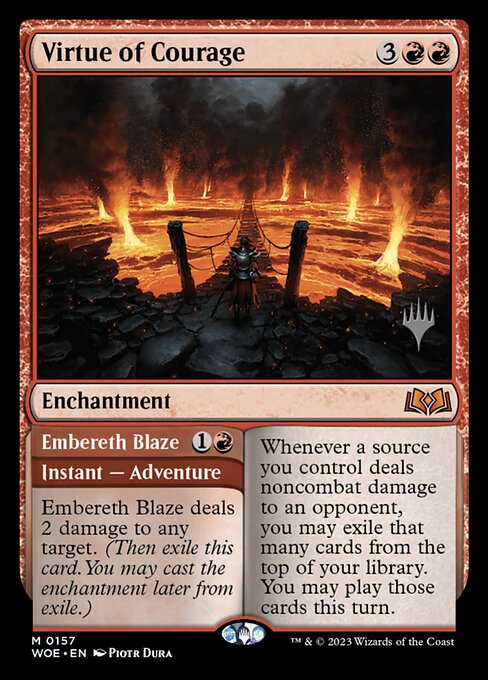 Virtue of Courage 3
Enchantment
Embereth Blaze 1
Instant — Adventure
Embereth Blaze deals
2 damage to any
target. (Then exile this
card. You may cast the
enchantment later from
exile.)
Whenever a source
you control deals
noncombat damage
to an opponent,
you may exile that
many cards from the
top of your library.
You may play those
cards this turn.
M 0157
WOE • EN Piotr Dura
™ & © 2023 Wizards of the Coast